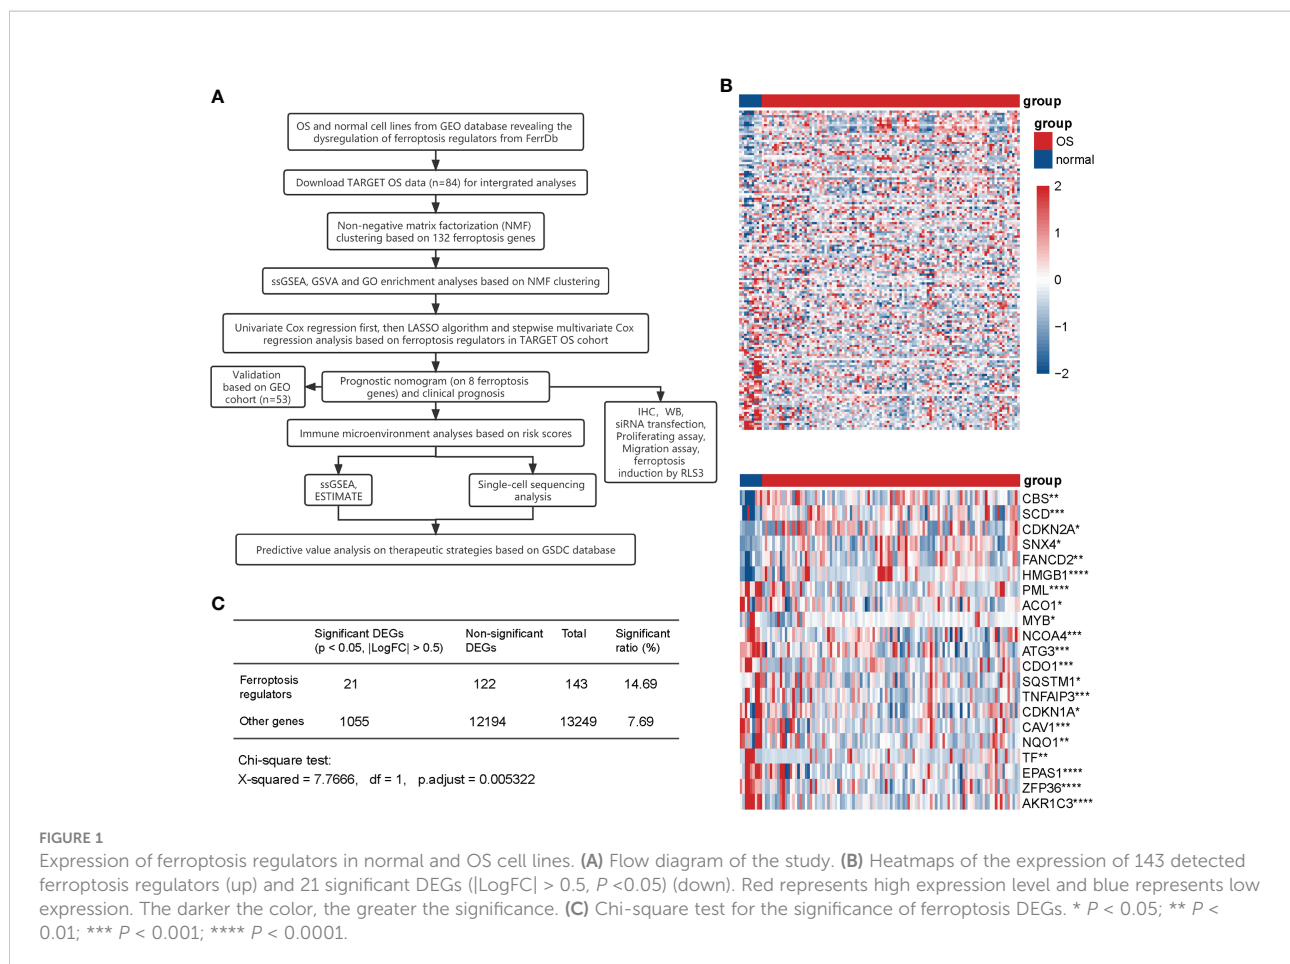 A
OS and normal cell lines from GEO database revealing the
dysregulation of ferroptosis regulators from FerrDb
Download TARGET OS data (n=84) for intergrated analyses
Non-negative matrix factorization (NMF)
clustering based on 132 ferroptosis genes
ssGSEA, GSVA and GO enrichment analyses based on NMF clustering
Univariate Cox regression first, then LASSO algorithm and stepwise multivariate Cox
regression analysis based on ferroptosis regulators in TARGET OS cohort
Validation
based on GEO
cohort (n=53)
Prognostic nomogram (on 8 ferroptosis
genes) and clinical prognosis
IHC, WB,
siRNA transfection,
Proliferating assay,
Migration assay,
ferroptosis
induction by RLS3
Immune microenvironment analyses based on risk scores
ssGSEA,
ESTIMATE
Single-cell sequencing
analysis
Predictive value analysis on therapeutic strategies based on GSDC database
B
group
group
OS
normal
2
1
0
−1
−2
group
CBS**
SCD***
CDKN2A*
SNX4*
FANCD2**
HMGB1****
PML****
ACO1*
MYB*
NCOA4***
ATG3***
CDO1***
SQSTM1*
TNFAIP3***
CDKN1A*
CAV1***
NQO1**
TF**
EPAS1****
ZFP36****
AKR1C3****
C
Significant DEGs (p < 0.05, |LogFC| > 0.5) Non-significant DEGs Total Significant ratio (%)
Ferroptosis regulators 21 122 143 14.69
Other genes 1055 12194 13249 7.69
Chi-square test:
X-squared = 7.7666, df = 1, p.adjust = 0.005322
FIGURE 1
Expression of ferroptosis regulators in normal and OS cell lines. (A) Flow diagram of the study. (B) Heatmaps of the expression of 143 detected
ferroptosis regulators (up) and 21 significant DEGs (|LogFC| > 0.5, P <0.05) (down). Red represents high expression level and blue represents low
expression. The darker the color, the greater the significance. (C) Chi-square test for the significance of ferroptosis DEGs. * P < 0.05; ** P <
0.01; *** P < 0.001; **** P < 0.0001.